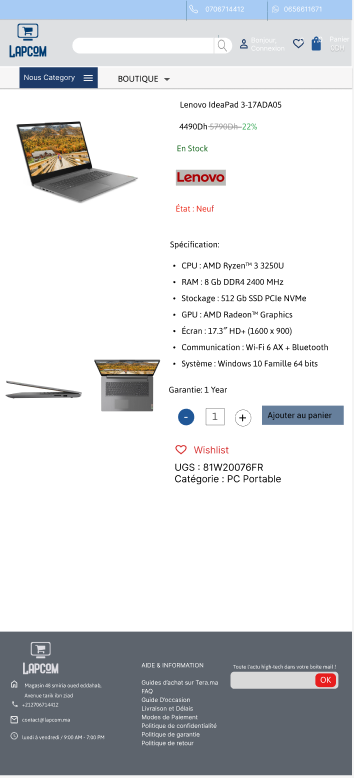 0706714412
0656811671
LAPCOM
Bonjour,
Connexion
Panier
0DH
Nous Category
BOUTIQUE
Lenovo IdeaPad 3-17ADA05
4490Dh 5790Dh -22%
En Stock
Lenovo
État : Neuf
Spécification:
• CPU : AMD Ryzen™ 3 3250U
• RAM : 8 Gb DDR4 2400 MHz
• Stockage : 512 Gb SSD PCIe NVMe
• GPU : AMD Radeon™ Graphics
• Écran : 17.3″ HD+ (1600 x 900)
• Communication : Wi-Fi 6 AX + Bluetooth
• Système : Windows 10 Famille 64 bits
Garantie: 1 Year
- 1 +
Ajouter au panier
Wishlist
UGS : 81W20076FR
Catégorie : PC Portable
LAPCOM
Magasin 48 smiria oued eddahab,
Avenue tarik ibn ziad
+212706714412
contact@lapcom.ma
lundi à vendredi / 9:00 AM - 7:00 PM
AIDE & INFORMATION
Guides d'achat sur Tera.ma
FAQ
Guide D'occasion
Livraison et Délais
Modes de Paiement
Politique de confidentialité
Politique de garantie
Politique de retour
Toute l'actu high-tech dans votre boite mail !
OK